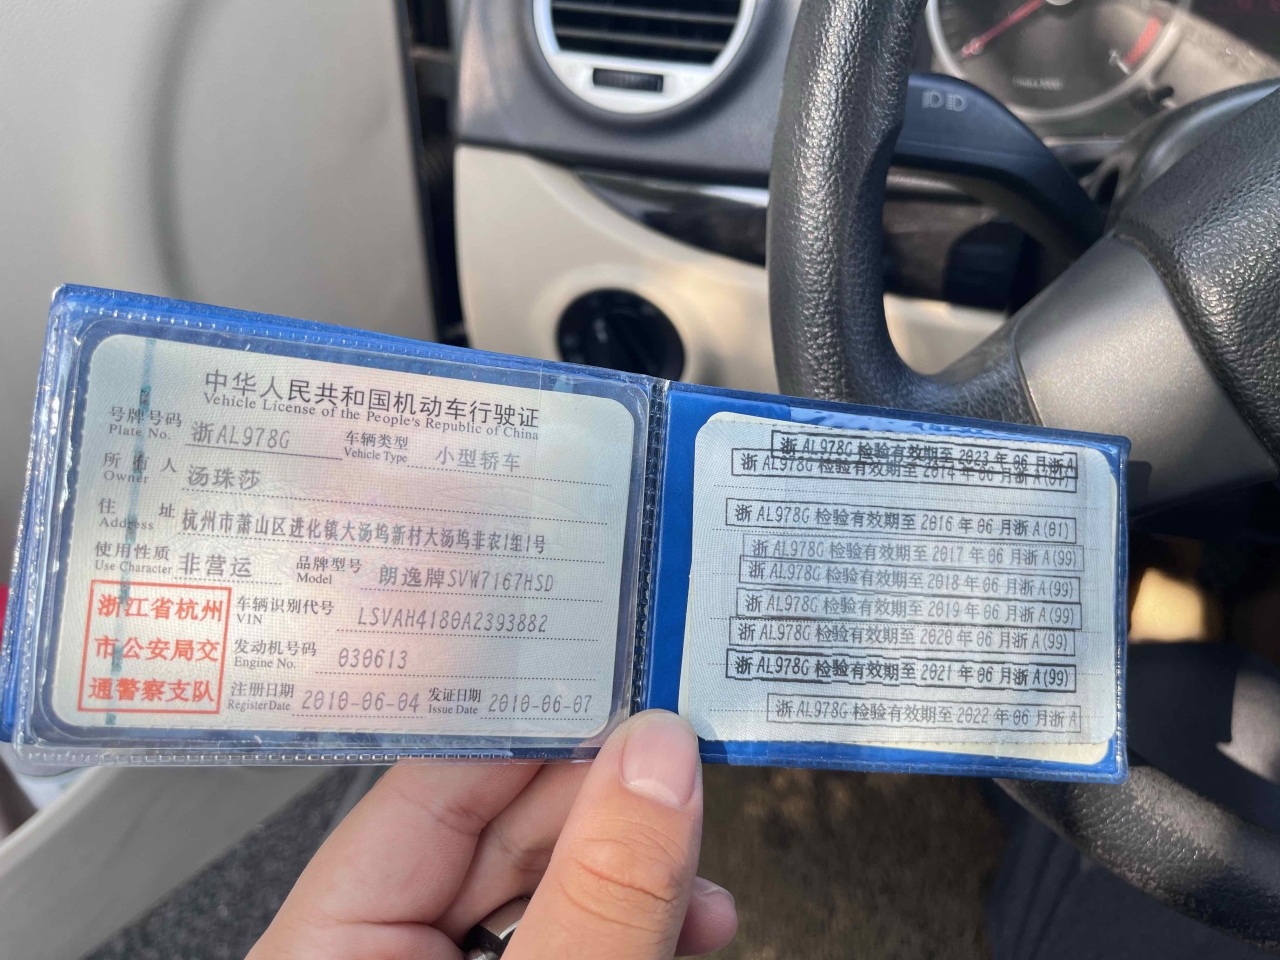 中华人民共和国机动车行驶证
Vehicle License of the People's Republic of China
号牌号码 浙AL978G 车辆类型 小型轿车
Plate No. Vehicle Type
所有人 汤珠莎
Owner
住址 杭州市萧山区进化镇大汤坞新村大汤坞非农1组1号
Address
使用性质 非营运 品牌型号 朗逸牌SVW7167HSD
Use Character Model
浙江省杭州
市公安局交
通警察支队
车辆识别代号 LSVAH4180A2393882
VIN
发动机号码 030613
Engine No.
注册日期 2010-06-04 发证日期 2010-06-07
Register Date Issue Date
浙AL978G检验有效期至2023年06月浙A
浙AL978G检验有效期至2014年06月浙A(01)
浙AL978G检验有效期至2016年06月浙A(01)
浙AL978G检验有效期至2017年06月浙A(99)
浙AL978G检验有效期至2018年06月浙A(99)
浙AL978G检验有效期至2019年06月浙A(99)
浙AL978G检验有效期至2020年06月浙A(99)
浙AL978G检验有效期至2021年06月浙A(99)
浙AL978G检验有效期至2022年06月浙A